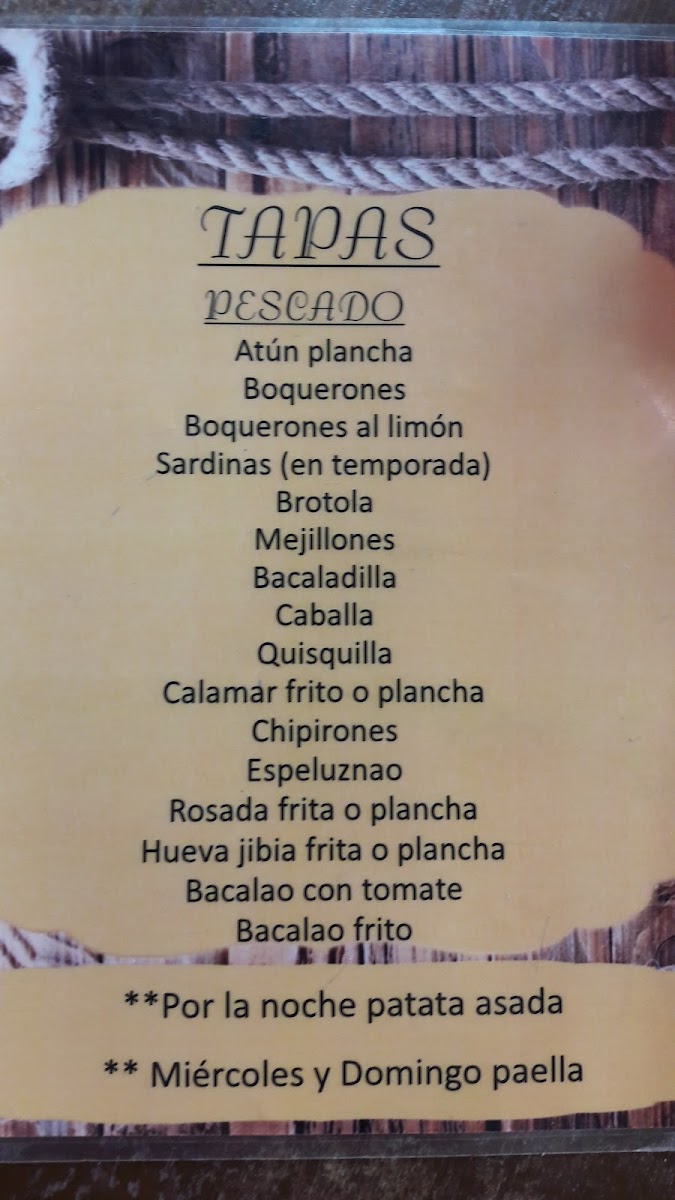 TAPAS
PESCADO
Atún plancha
Boquerones
Boquerones al limón
Sardinas (en temporada)
Brotola
Mejillones
Bacaladilla
Caballa
Quisquilla
Calamar frito o plancha
Chipirones
Espeluznao
Rosada frita o plancha
Hueva jibia frita o plancha
Bacalao con tomate
Bacalao frito
**Por la noche patata asada
** Miércoles y Domingo paella